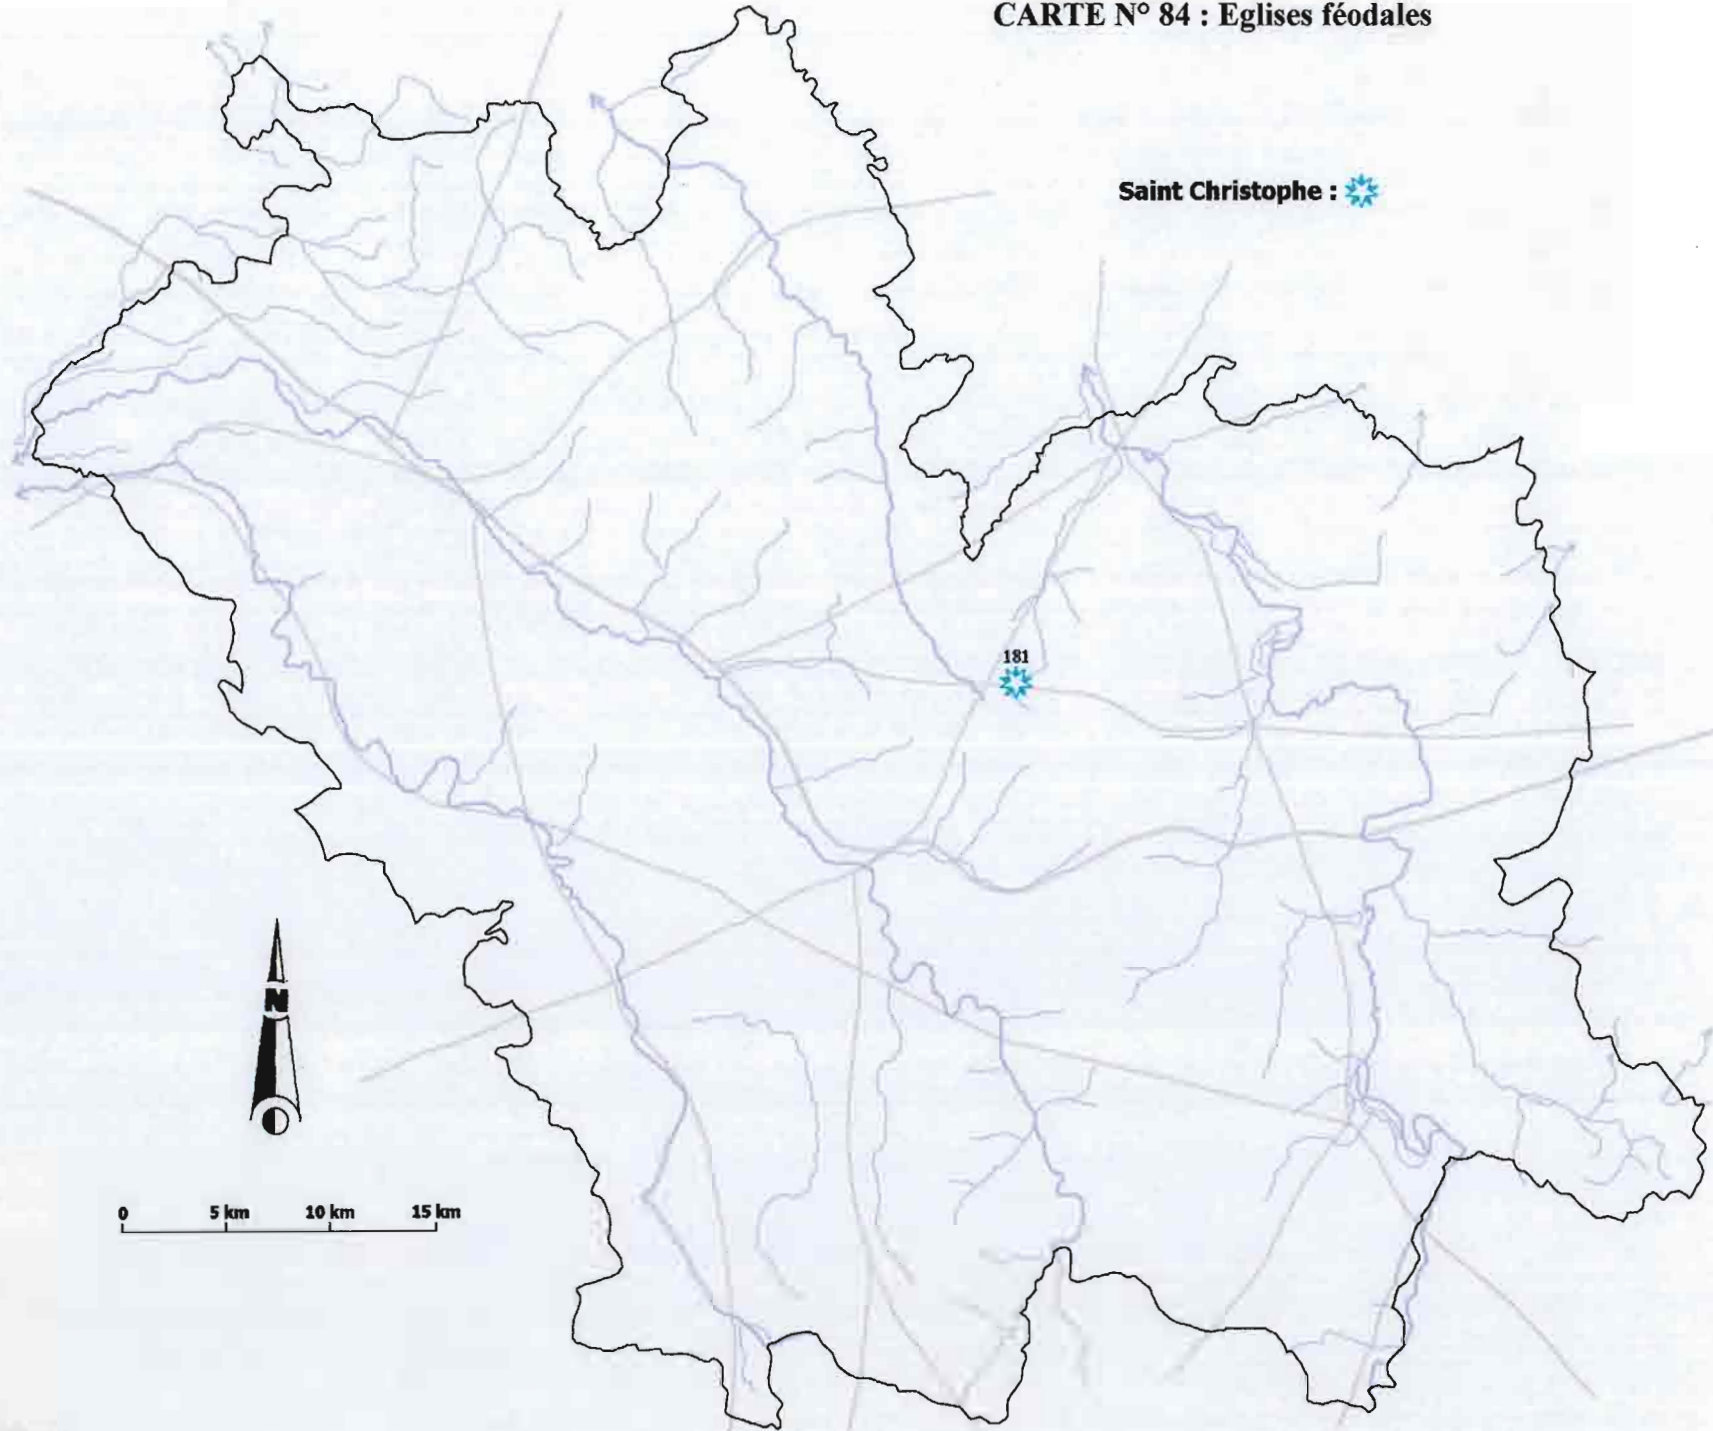 CARTE N° 84 : Eglises féodales
Saint Christophe :
181
N
0 5 km 10 km 15 km